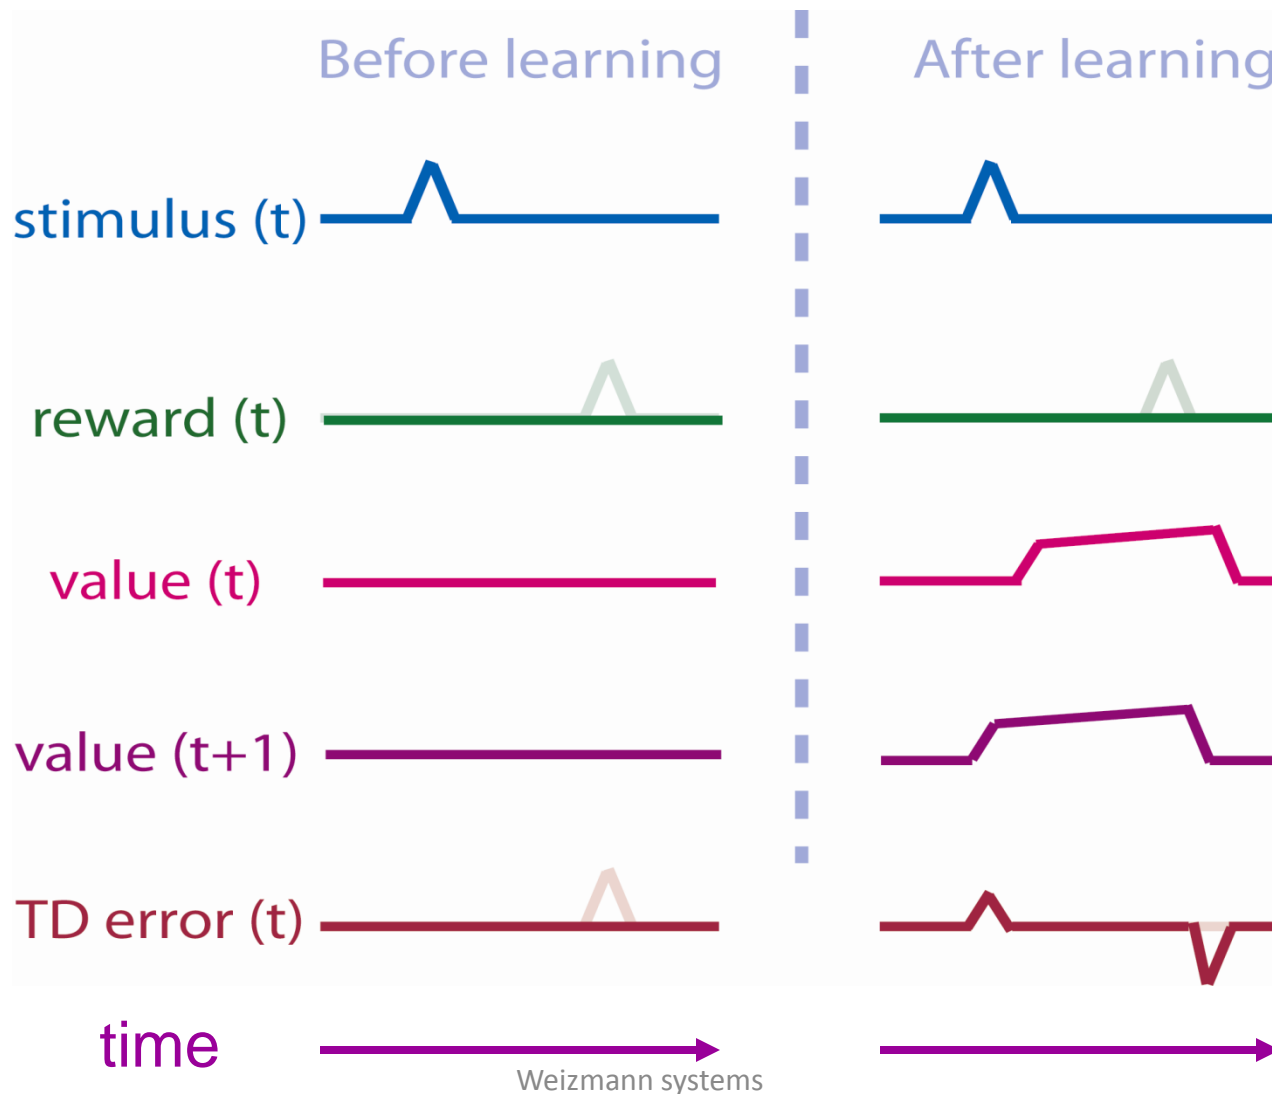 Before learning
After learning
stimulus (t)
reward (t)
value (t)
value (t+1)
TD error (t)
time
Weizmann systems